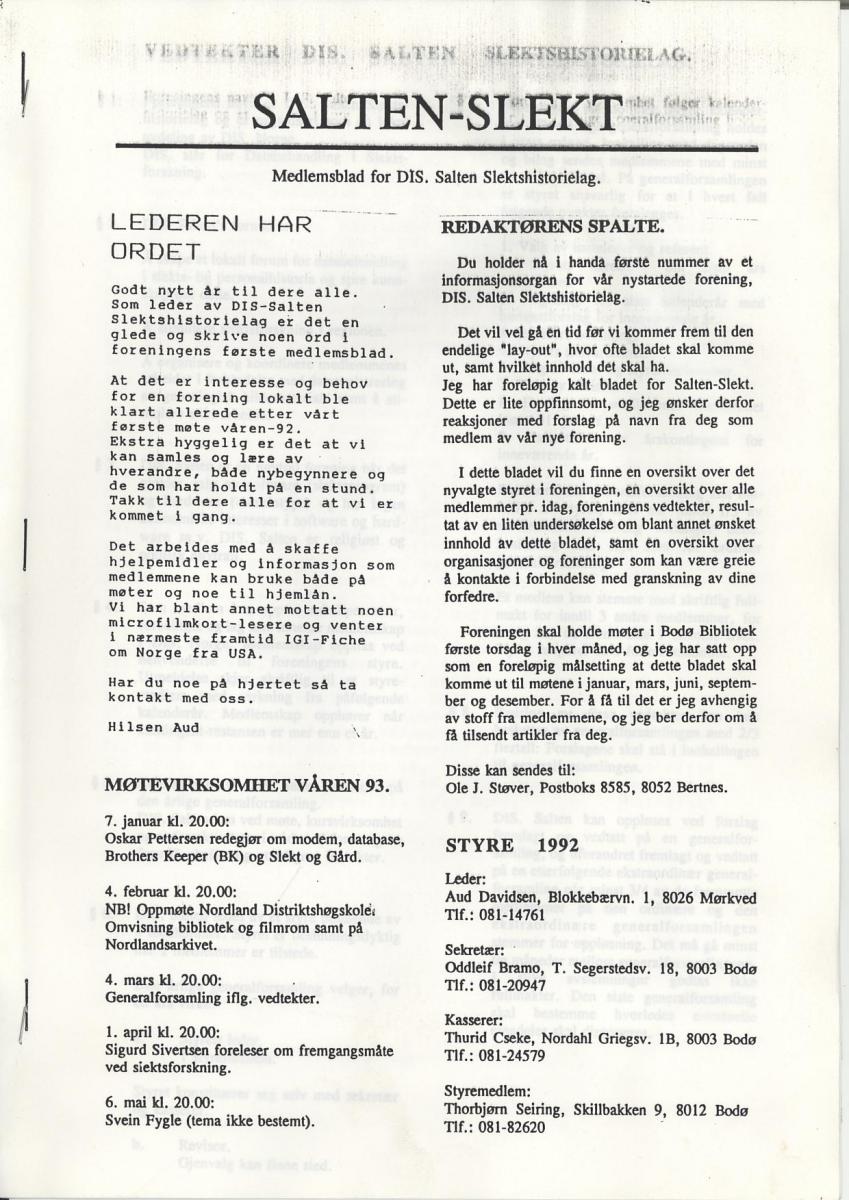 SALTEN-SLEKT
Medlemsblad for DIS. Salten Slektshistorielag.
LEDEREN HAR
ORDET
Godt nytt år til dere alle.
Som leder av DIS-Salten
Slektshistorielag er det en
glede og skrive noen ord i
foreningens første medlemsblad.
At det er interesse og behov
for en forening lokalt ble
klart allerede etter vårt
første møte våren-92.
Ekstra hyggelig er det at vi
kan samles og lære av
hverandre, både nybegynnere og
de som har holdt på en stund.
Takk til dere alle for at vi er
kommet i gang.
Det arbeides med å skaffe
hjelpemidler og informasjon som
medlemmene kan bruke både på
møter og noe til hjemlån.
Vi har blant annet mottatt noen
microfilmkort-lesere og venter
i nærmeste framtid IGI-Fiche
om Norge fra USA.
Har du noe på hjertet så ta
kontakt med oss.
Hilsen Aud
MØTEVIRKSOMHET VÅREN 93.
7. januar kl. 20.00:
Oskar Pettersen redegjør om modem, database,
Brothers Keeper (BK) og Slekt og Gård.
4. februar kl. 20.00:
NB! Oppmøte Nordland Distriktshøgskole.
Omvisning bibliotek og filmrom samt på
Nordlandsarkivet.
4. mars kl. 20.00:
Generalforsamling iflg. vedtekter.
1. april kl. 20.00:
Sigurd Sivertsen foreleser om fremgangsmåte
ved slektsforskning.
6. mai kl. 20.00:
Svein Fygle (tema ikke bestemt).
REDAKTØRENS SPALTE.
Du holder nå i handa første nummer av et
informasjonsorgan for vår nystartede forening,
DIS. Salten Slektshistorielag.
Det vil vel gå en tid før vi kommer frem til den
endelige "lay-out", hvor ofte bladet skal komme
ut, samt hvilket innhold det skal ha.
Jeg har foreløpig kalt bladet for Salten-Slekt.
Dette er lite oppfinnsomt, og jeg ønsker derfor
reaksjoner med forslag på navn fra deg som
medlem av vår nye forening.
I dette bladet vil du finne en oversikt over det
nyvalgte styret i foreningen, en oversikt over alle
medlemmer pr. idag, foreningens vedtekter, resul-
tat av en liten undersøkelse om blant annet ønsket
innhold av dette bladet, samt en oversikt over
organisasjoner og foreninger som kan være greie
å kontakte i forbindelse med granskning av dine
forfedre.
Foreningen skal holde møter i Bodø Bibliotek
første torsdag i hver måned, og jeg har satt opp
som en foreløpig målsetting at dette bladet skal
komme ut til møtene i januar, mars, juni, septem-
ber og desember. For å få til det er jeg avhengig
av stoff fra medlemmene, og jeg ber derfor om å
få tilsendt artikler fra deg.
Disse kan sendes til:
Ole J. Støver, Postboks 8585, 8052 Bertnes.
STYRE 1992
Leder:
Aud Davidsen, Blokkebærvn. 1, 8026 Mørkved
Tlf.: 081-14761
Sekretær:
Oddleif Bramo, T. Segerstedsv. 18, 8003 Bodø
Tlf.: 081-20947
Kasserer:
Thurid Cseke, Nordahl Griegsv. 1B, 8003 Bodø
Tlf.: 081-24579
Styremedlem:
Thorbjørn Seiring, Skillbakken 9, 8012 Bodø
Tlf.: 081-82620
VEDTEKTER DIS. SALTEN SLEKTSHISTORIELAG.